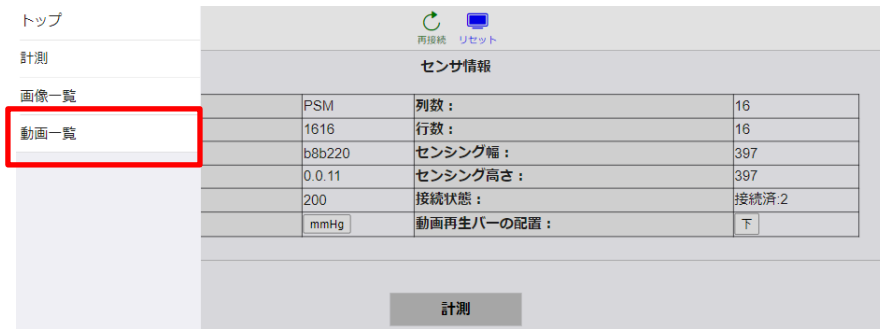 トップ
計測
画像一覧
動画一覧
再接続 リセット
センサ情報
PSM 列数： 16
1616 行数： 16
b8b220 センシング幅： 397
0.0.11 センシング高さ： 397
200 接続状態： 接続済:2
mmHg 動画再生バーの配置： 下
計測